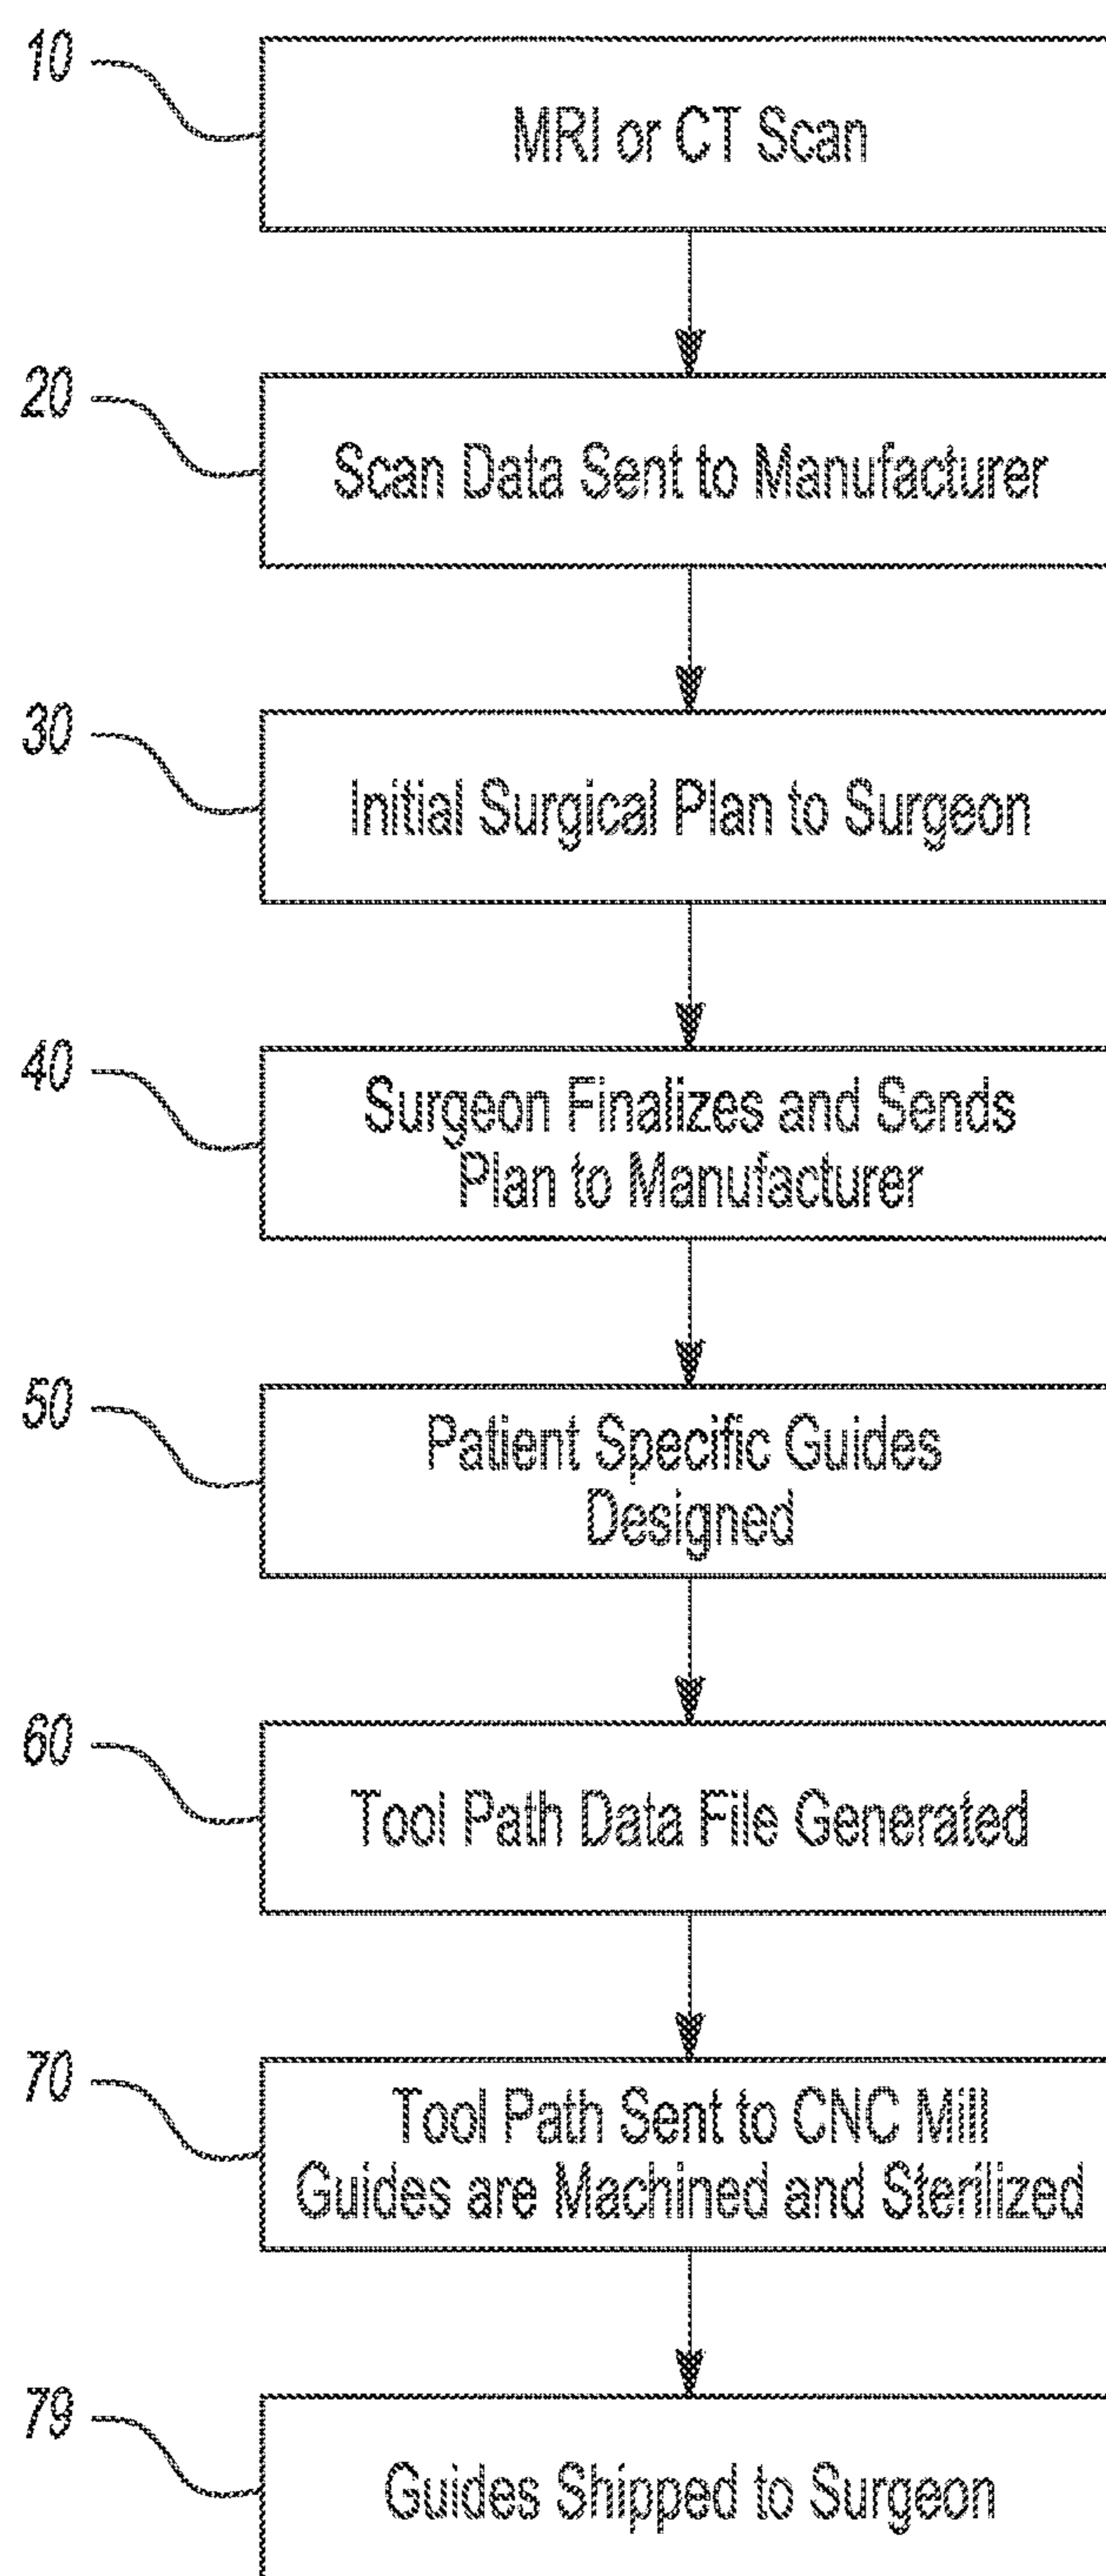 10
MRI or CT Scan
20
Scan Data Sent to Manufacturer
30
Initial Surgical Plan to Surgeon
40
Surgeon Finalizes and Sends
Plan to Manufacturer
50
Patient Specific Guides
Designed
60
Tool Path Data File Generated
70
Tool Path Sent to CNC Mill
Guides are Machined and Sterilized
79
Guides Shipped to Surgeon